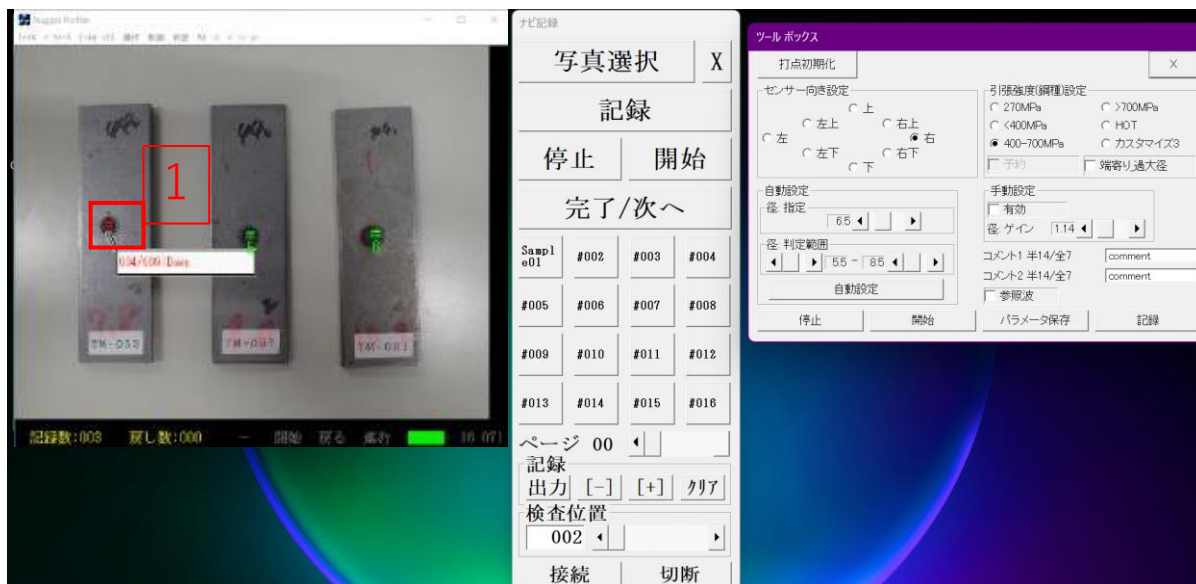 Nugget Profiler
1
TM-053
TM-081
記録数:003 戻し数:000 － 開始 戻る 進行 16 071
ナビ記録
写真選択 X
記録
停止 開始
完了/次へ
Sample01 #002 #003 #004
#005 #006 #007 #008
#009 #010 #011 #012
#013 #014 #015 #016
ページ 00
記録
出力 [-] [+] クリア
検査位置
002
接続 切断
ツール ボックス
打点初期化 X
センサー向き設定
上
左上 右上
左 右
左下 右下
下
引張強度(鋼種)設定
270MPa >700MPa
<400MPa HOT
400-700MPa カスタマイズ3
予約 端寄り,過大径
自動設定
径: 指定
6.5
径: 判定範囲
5.5 - 8.5
自動設定
手動設定
有効
径: ゲイン 1.14
コメント1 半14/全7 comment
コメント2 半14/全7 comment
参照波
停止 開始 パラメータ保存 記録